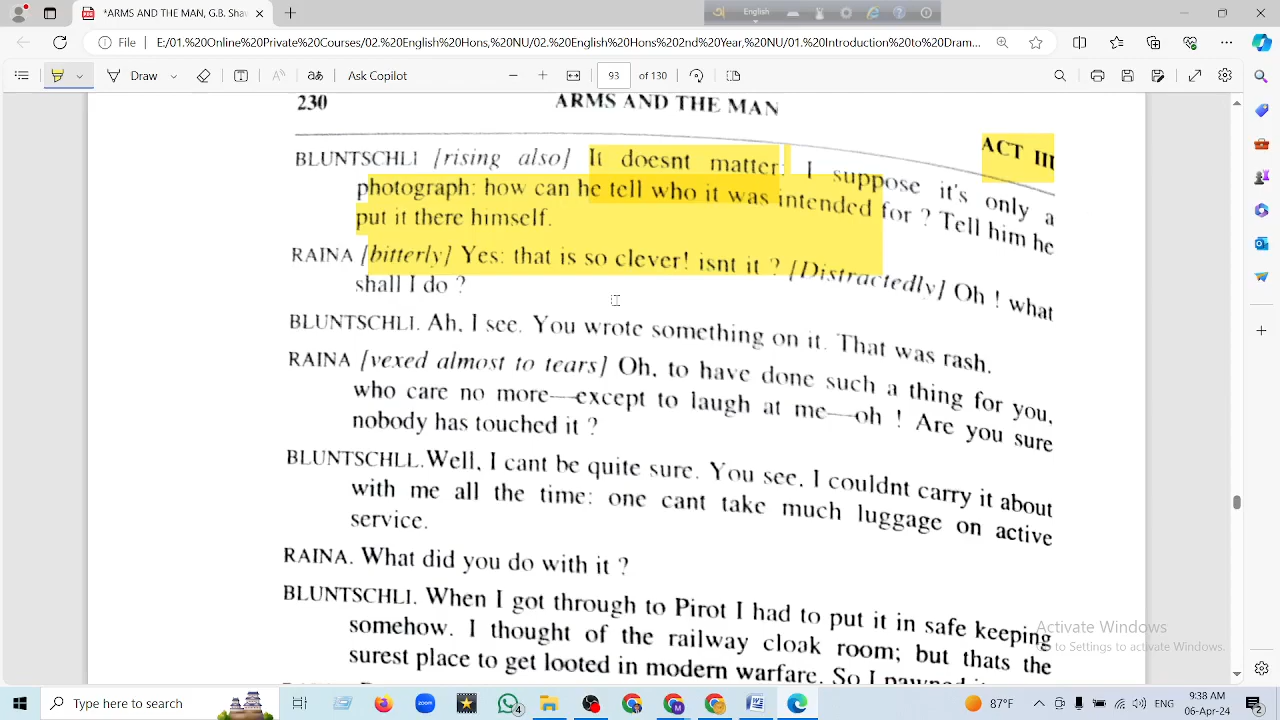 *ARMS AND THE MAN_G.B. Shaw
English
File E:/01.%20Online%20Private%20
Draw
Ask Copilot
93 of 130
230 ARMS AND THE MAN
ACT III
BLUNTSCHLI [rising also] It doesnt matter: I suppose it's only a
photograph: how can he tell who it was intended for ? Tell him he
put it there himself.
RAINA [bitterly] Yes: that is so clever! isnt it ? [Distractedly] Oh ! what
shall I do ?
BLUNTSCHLI. Ah, I see. You wrote something on it. That was rash.
RAINA [vexed almost to tears] Oh, to have done such a thing for you,
who care no more—except to laugh at me—oh ! Are you sure
nobody has touched it ?
BLUNTSCHLL. Well, I cant be quite sure. You see, I couldnt carry it about
with me all the time: one cant take much luggage on active
service.
RAINA. What did you do with it ?
BLUNTSCHLI. When I got through to Pirot I had to put it in safe keeping
somehow. I thought of the railway cloak room; but thats the
surest place to get looted in modern warfare. So I pawned
Activate Windows
Go to Settings to activate Windows.
Type here to search
zoom
87°F
ENG
9:38 AM
06-Apr-24